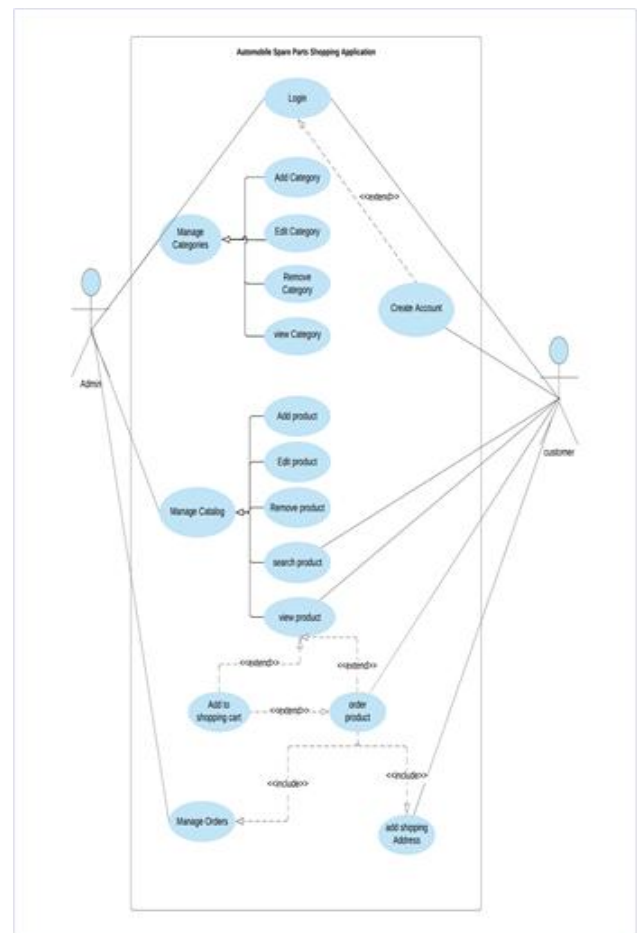 Automobile Spare Parts Shopping Application
Login
Add Category
<<extend>>
Manage
Categories
Edit Category
Remove
Category
Create Account
view Category
Admin
customer
Add product
Edit product
Manage Catalog
Remove product
search product
view product
<<extend>>
<<extend>>
Add to
shopping cart
<<extend>>
order
product
<<include>>
<<include>>
Manage Orders
add shipping
Address